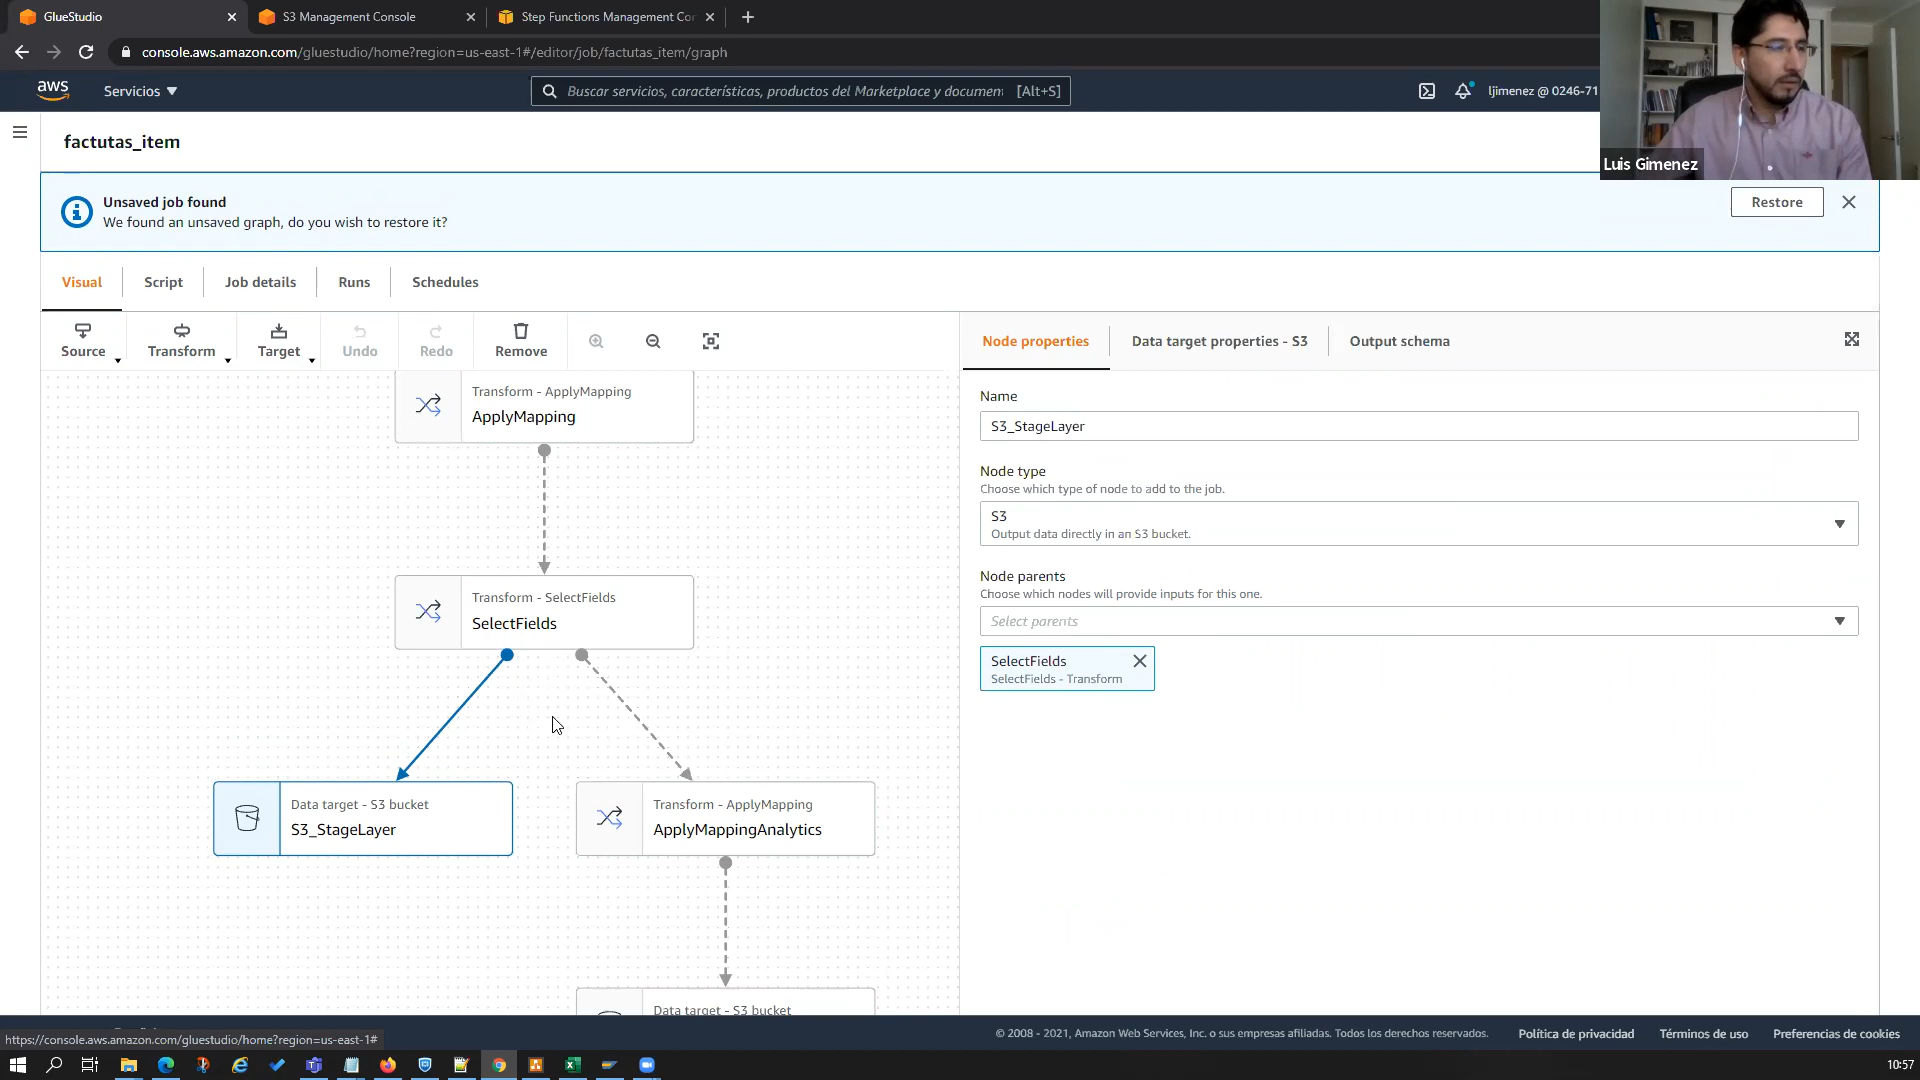 GlueStudio
S3 Management Console
Step Functions Management Cor
console.aws.amazon.com/gluestudio/home?region=us-east-1#/editor/job/factutas_item/graph
aws
Servicios
Buscar servicios, características, productos del Marketplace y documen
[Alt+S]
ljimenez @ 0246-71
Luis Gimenez
factutas_item
Unsaved job found
We found an unsaved graph, do you wish to restore it?
Restore
Visual
Script
Job details
Runs
Schedules
Source
Transform
Target
Undo
Redo
Remove
Transform - ApplyMapping
ApplyMapping
Transform - SelectFields
SelectFields
Data target - S3 bucket
S3_StageLayer
Transform - ApplyMapping
ApplyMappingAnalytics
Data target - S3 bucket
Node properties
Data target properties - S3
Output schema
Name
S3_StageLayer
Node type
Choose which type of node to add to the job.
S3
Output data directly in an S3 bucket.
Node parents
Choose which nodes will provide inputs for this one.
Select parents
SelectFields
SelectFields - Transform
© 2008 - 2021, Amazon Web Services, Inc. o sus empresas afiliadas. Todos los derechos reservados.
Política de privacidad
Términos de uso
Preferencias de cookies
https://console.aws.amazon.com/gluestudio/home?region=us-east-1#
10:57